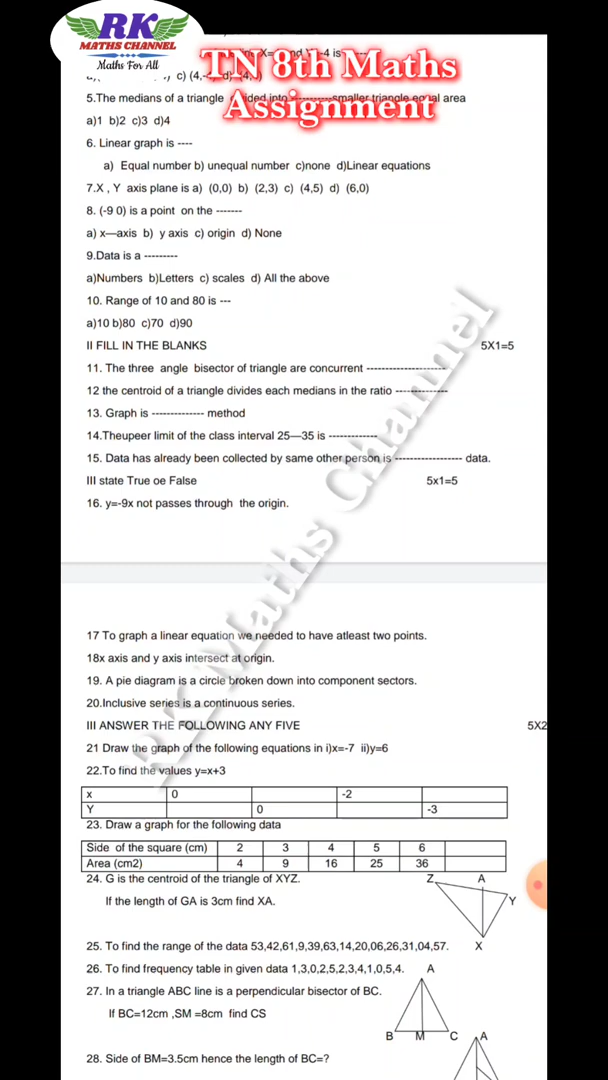 RK
MATHS CHANNEL
Maths For All
TN 8th Maths
Assignment
-4 is
c) (4,- d)
5.The medians of a triangle smaller triangle equal area
a)1 b)2 c)3 d)4
6. Linear graph is ----
a) Equal number b) unequal number c)none d)Linear equations
7.X , Y axis plane is a) (0,0) b) (2,3) c) (4,5) d) (6,0)
8. (-9 0) is a point on the -------
a) x—axis b) y axis c) origin d) None
9.Data is a ---------
a)Numbers b)Letters c) scales d) All the above
10. Range of 10 and 80 is ---
a)10 b)80 c)70 d)90
II FILL IN THE BLANKS 5X1=5
11. The three angle bisector of triangle are concurrent ---------------------
12 the centroid of a triangle divides each medians in the ratio --------------
13. Graph is -------------- method
14.Theupeer limit of the class interval 25—35 is -------------
15. Data has already been collected by same other person is ------------------ data.
III state True oe False 5x1=5
16. y=-9x not passes through the origin.
17 To graph a linear equation we needed to have atleast two points.
18x axis and y axis intersect at origin.
19. A pie diagram is a circle broken down into component sectors.
20.Inclusive series is a continuous series.
III ANSWER THE FOLLOWING ANY FIVE 5X2
21 Draw the graph of the following equations in i)x=-7 ii)y=6
22.To find the values y=x+3
x 0 -2
Y 0 -3
23. Draw a graph for the following data
Side of the square (cm) 2 3 4 5 6
Area (cm2) 4 9 16 25 36
24. G is the centroid of the triangle of XYZ. Z A
If the length of GA is 3cm find XA. Y
25. To find the range of the data 53,42,61,9,39,63,14,20,06,26,31,04,57. X
26. To find frequency table in given data 1,3,0,2,5,2,3,4,1,0,5,4. A
27. In a triangle ABC line is a perpendicular bisector of BC.
If BC=12cm ,SM =8cm find CS
B M C A
28. Side of BM=3.5cm hence the length of BC=?
RK Maths Channel